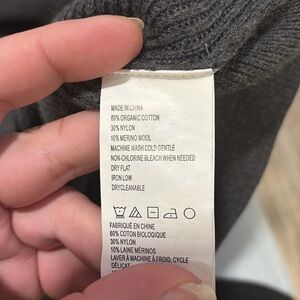 MADE IN CHINA
60% ORGANIC COTTON
30% NYLON
10% MERINO WOOL
MACHINE WASH COLD GENTLE
NON-CHLORINE BLEACH WHEN NEEDED
DRY FLAT
IRON LOW
DRYCLEANABLE
FABRIQUÉ EN CHINE
60% COTON BIOLOGIQUE
30% NYLON
10% LAINE MÉRINOS
LAVER À MACHINE À FROID, CYCLE
DÉLICAT